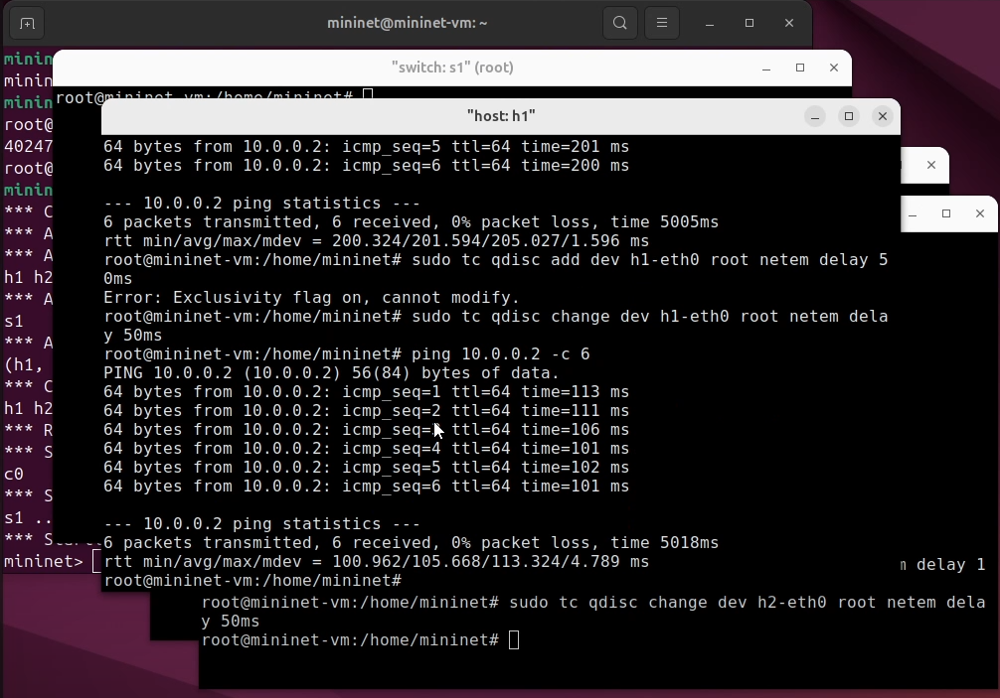 mininet@mininet-vm: ~
"switch: s1" (root)
root@mininet-vm:/home/mininet#
"host: h1"
minin
minin
minin
root@
40247
root@
minin
*** C
*** A
*** A
h1 h2
*** A
s1
*** A
(h1,
*** C
h1 h2
*** R
*** S
c0
*** S
s1 ..
*** Start
mininet>
64 bytes from 10.0.0.2: icmp_seq=5 ttl=64 time=201 ms
64 bytes from 10.0.0.2: icmp_seq=6 ttl=64 time=200 ms
--- 10.0.0.2 ping statistics ---
6 packets transmitted, 6 received, 0% packet loss, time 5005ms
rtt min/avg/max/mdev = 200.324/201.594/205.027/1.596 ms
root@mininet-vm:/home/mininet# sudo tc qdisc add dev h1-eth0 root netem delay 5
0ms
Error: Exclusivity flag on, cannot modify.
root@mininet-vm:/home/mininet# sudo tc qdisc change dev h1-eth0 root netem dela
y 50ms
root@mininet-vm:/home/mininet# ping 10.0.0.2 -c 6
PING 10.0.0.2 (10.0.0.2) 56(84) bytes of data.
64 bytes from 10.0.0.2: icmp_seq=1 ttl=64 time=113 ms
64 bytes from 10.0.0.2: icmp_seq=2 ttl=64 time=111 ms
64 bytes from 10.0.0.2: icmp_seq=3 ttl=64 time=106 ms
64 bytes from 10.0.0.2: icmp_seq=4 ttl=64 time=101 ms
64 bytes from 10.0.0.2: icmp_seq=5 ttl=64 time=102 ms
64 bytes from 10.0.0.2: icmp_seq=6 ttl=64 time=101 ms
--- 10.0.0.2 ping statistics ---
6 packets transmitted, 6 received, 0% packet loss, time 5018ms
rtt min/avg/max/mdev = 100.962/105.668/113.324/4.789 ms
root@mininet-vm:/home/mininet#
delay 1
root@mininet-vm:/home/mininet# sudo tc qdisc change dev h2-eth0 root netem dela
y 50ms
root@mininet-vm:/home/mininet#